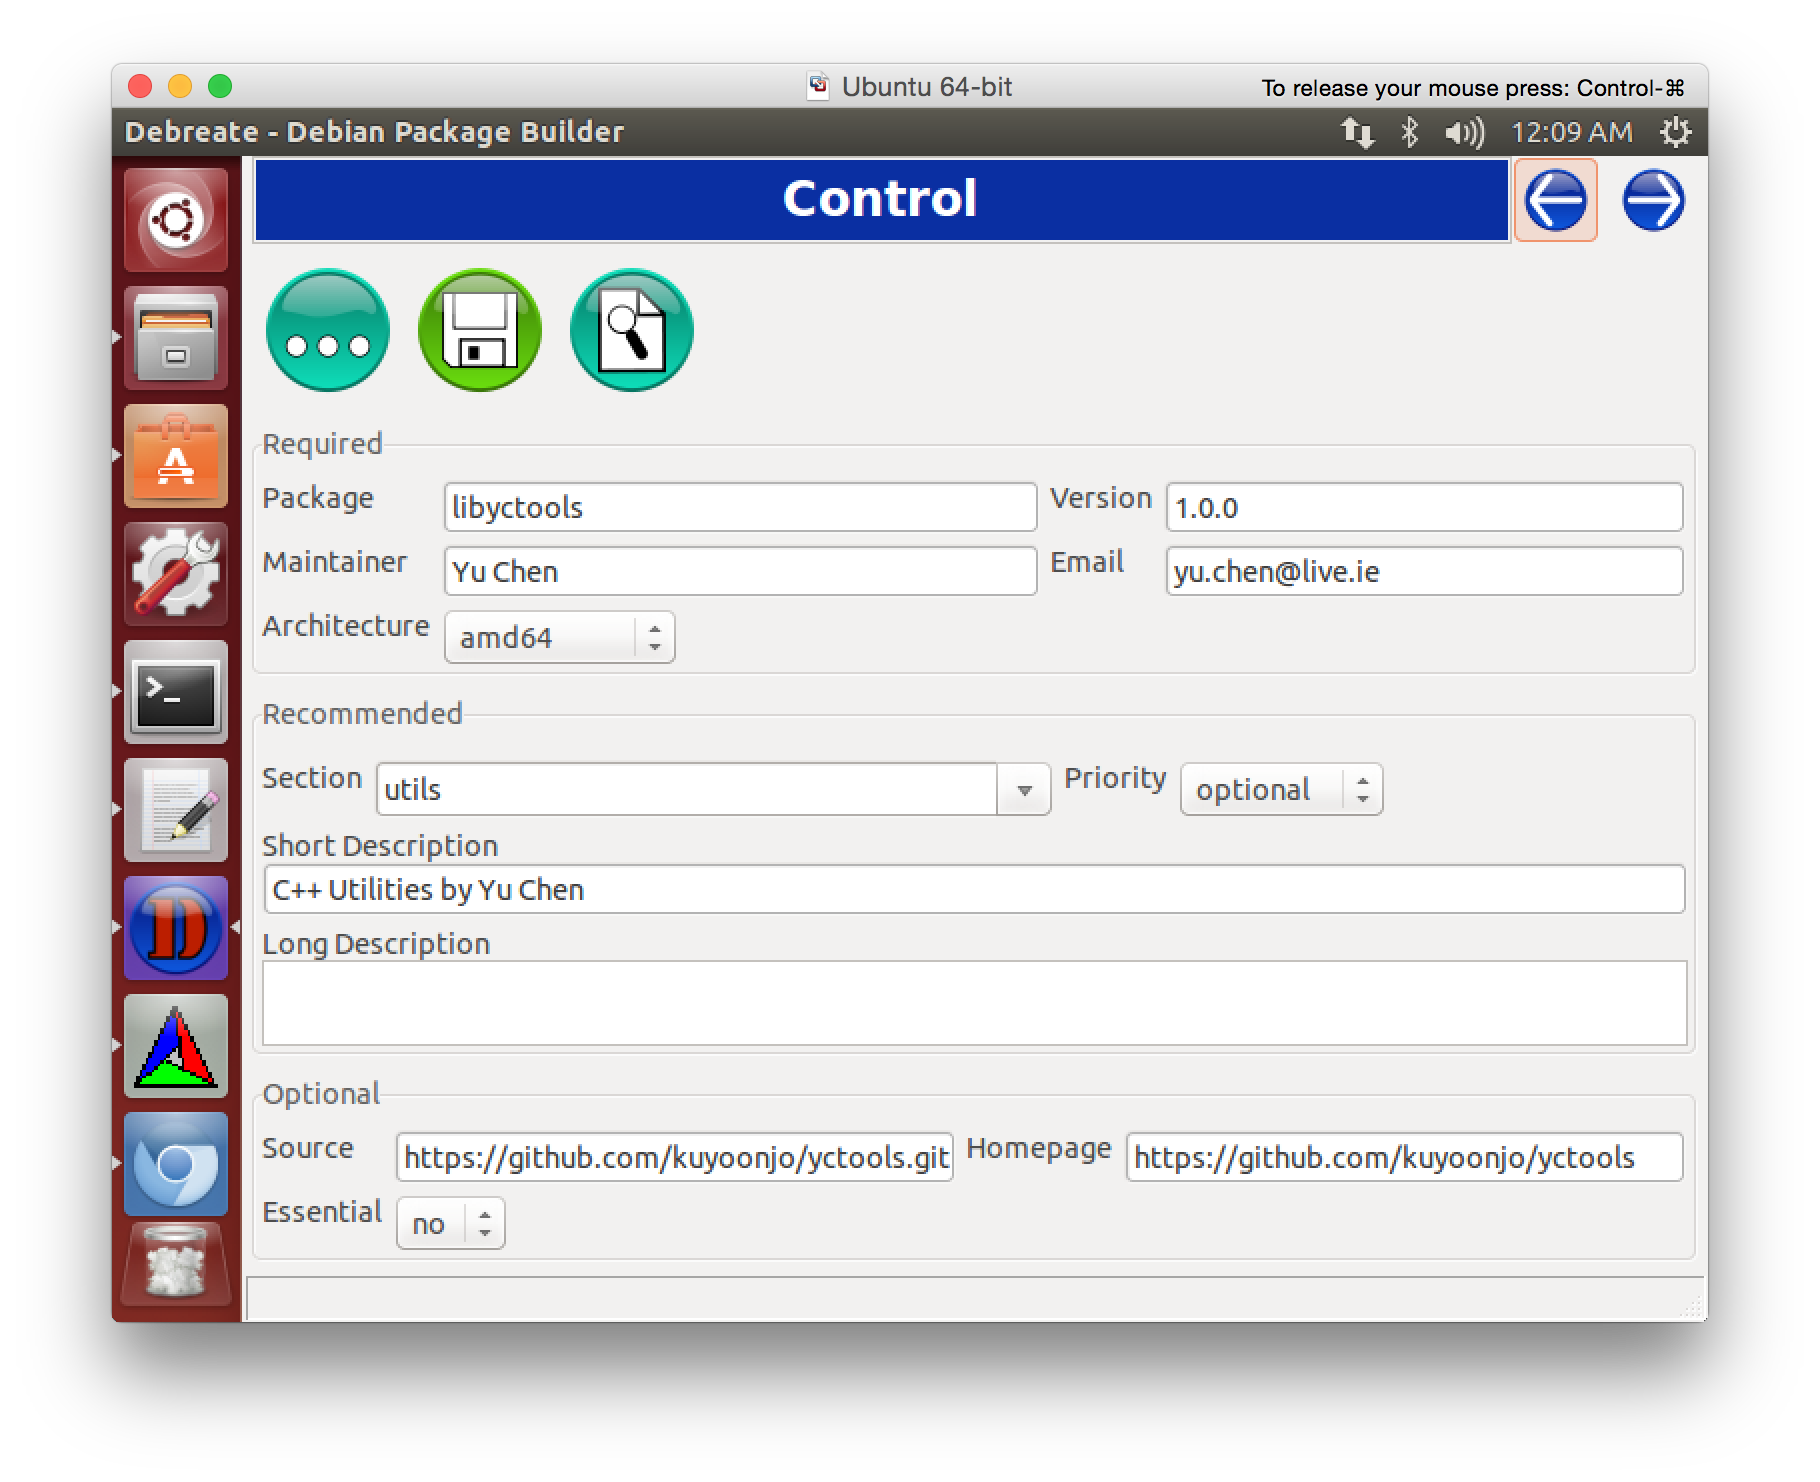 Ubuntu 64-bit
To release your mouse press: Control-⌘
Debreate - Debian Package Builder
12:09 AM
Control
Required
Package
libyctools
Version
1.0.0
Maintainer
Yu Chen
Email
yu.chen@live.ie
Architecture
amd64
Recommended
Section
utils
Priority
optional
Short Description
C++ Utilities by Yu Chen
Long Description
Optional
Source
https://github.com/kuyoonjo/yctools.git
Homepage
https://github.com/kuyoonjo/yctools
Essential
no